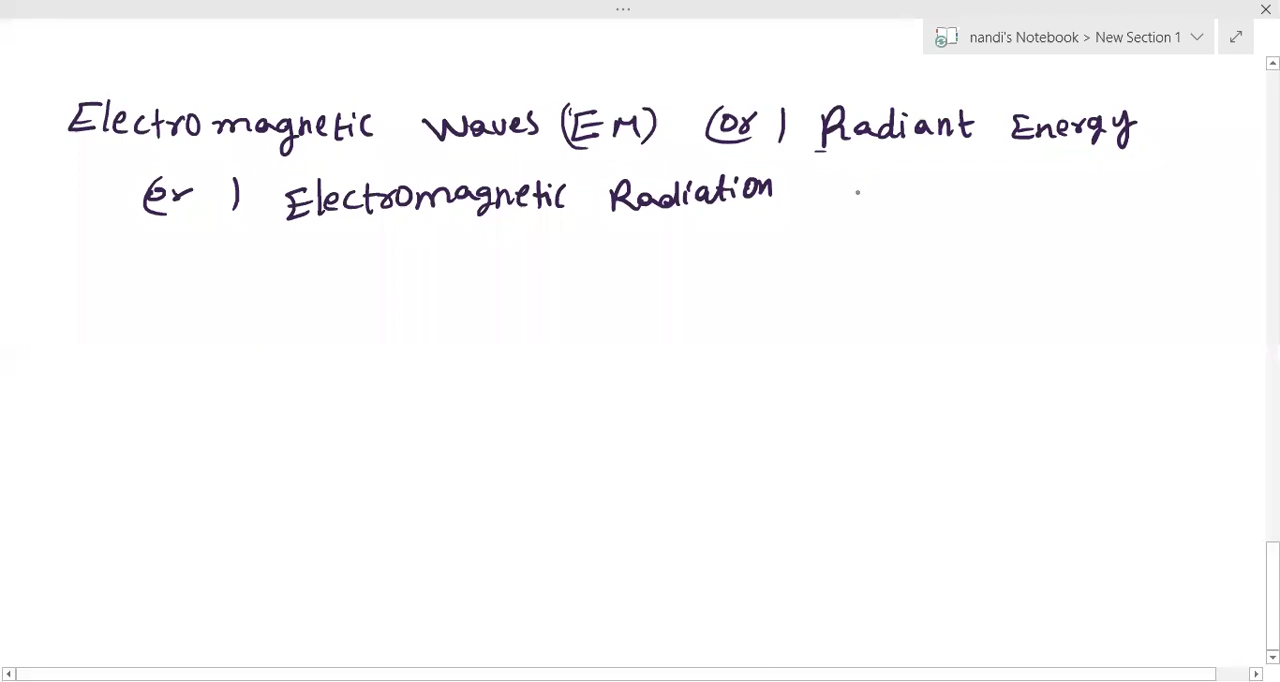 nandi's Notebook > New Section 1
Electromagnetic Waves (EM) (or) Radiant Energy
(or) Electromagnetic Radiation